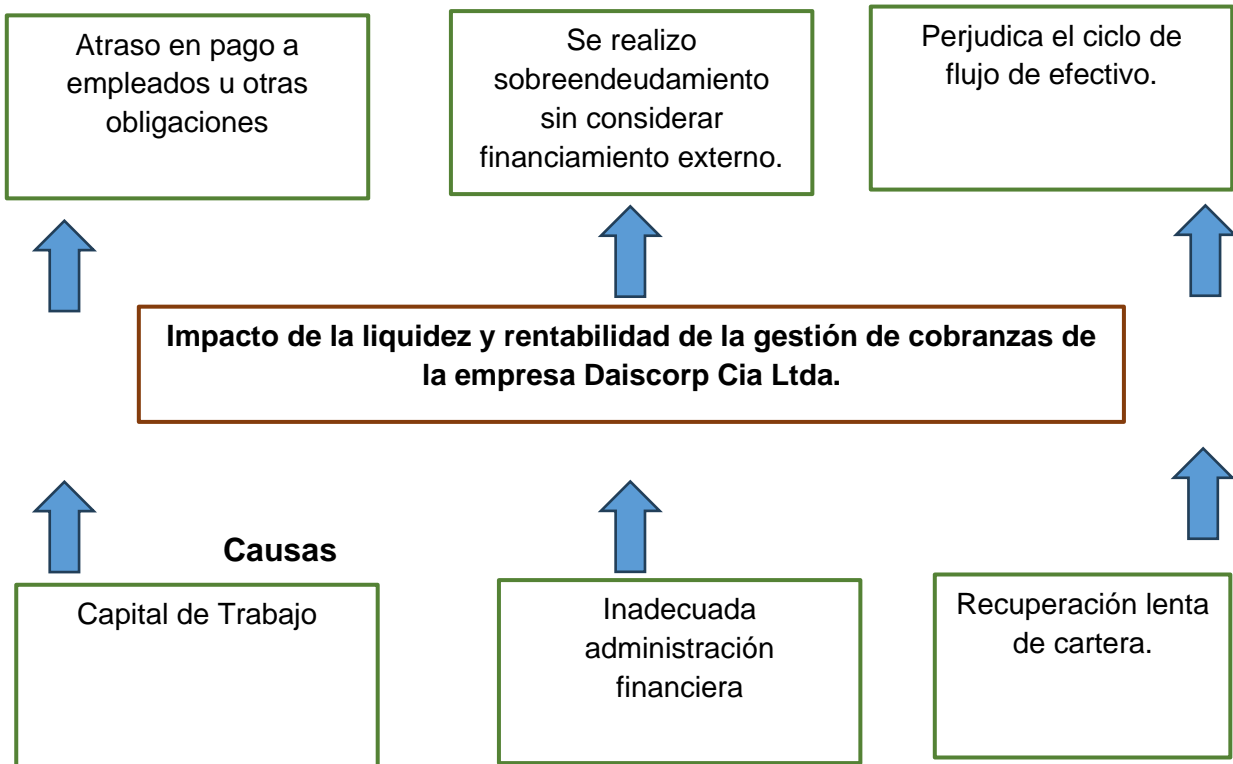 Atraso en pago a
empleados u otras
obligaciones
Se realizo
sobreendeudamiento
sin considerar
financiamiento externo.
Perjudica el ciclo de
flujo de efectivo.
Impacto de la liquidez y rentabilidad de la gestión de cobranzas de
la empresa Daiscorp Cia Ltda.
Causas
Capital de Trabajo
Inadecuada
administración
financiera
Recuperación lenta
de cartera.